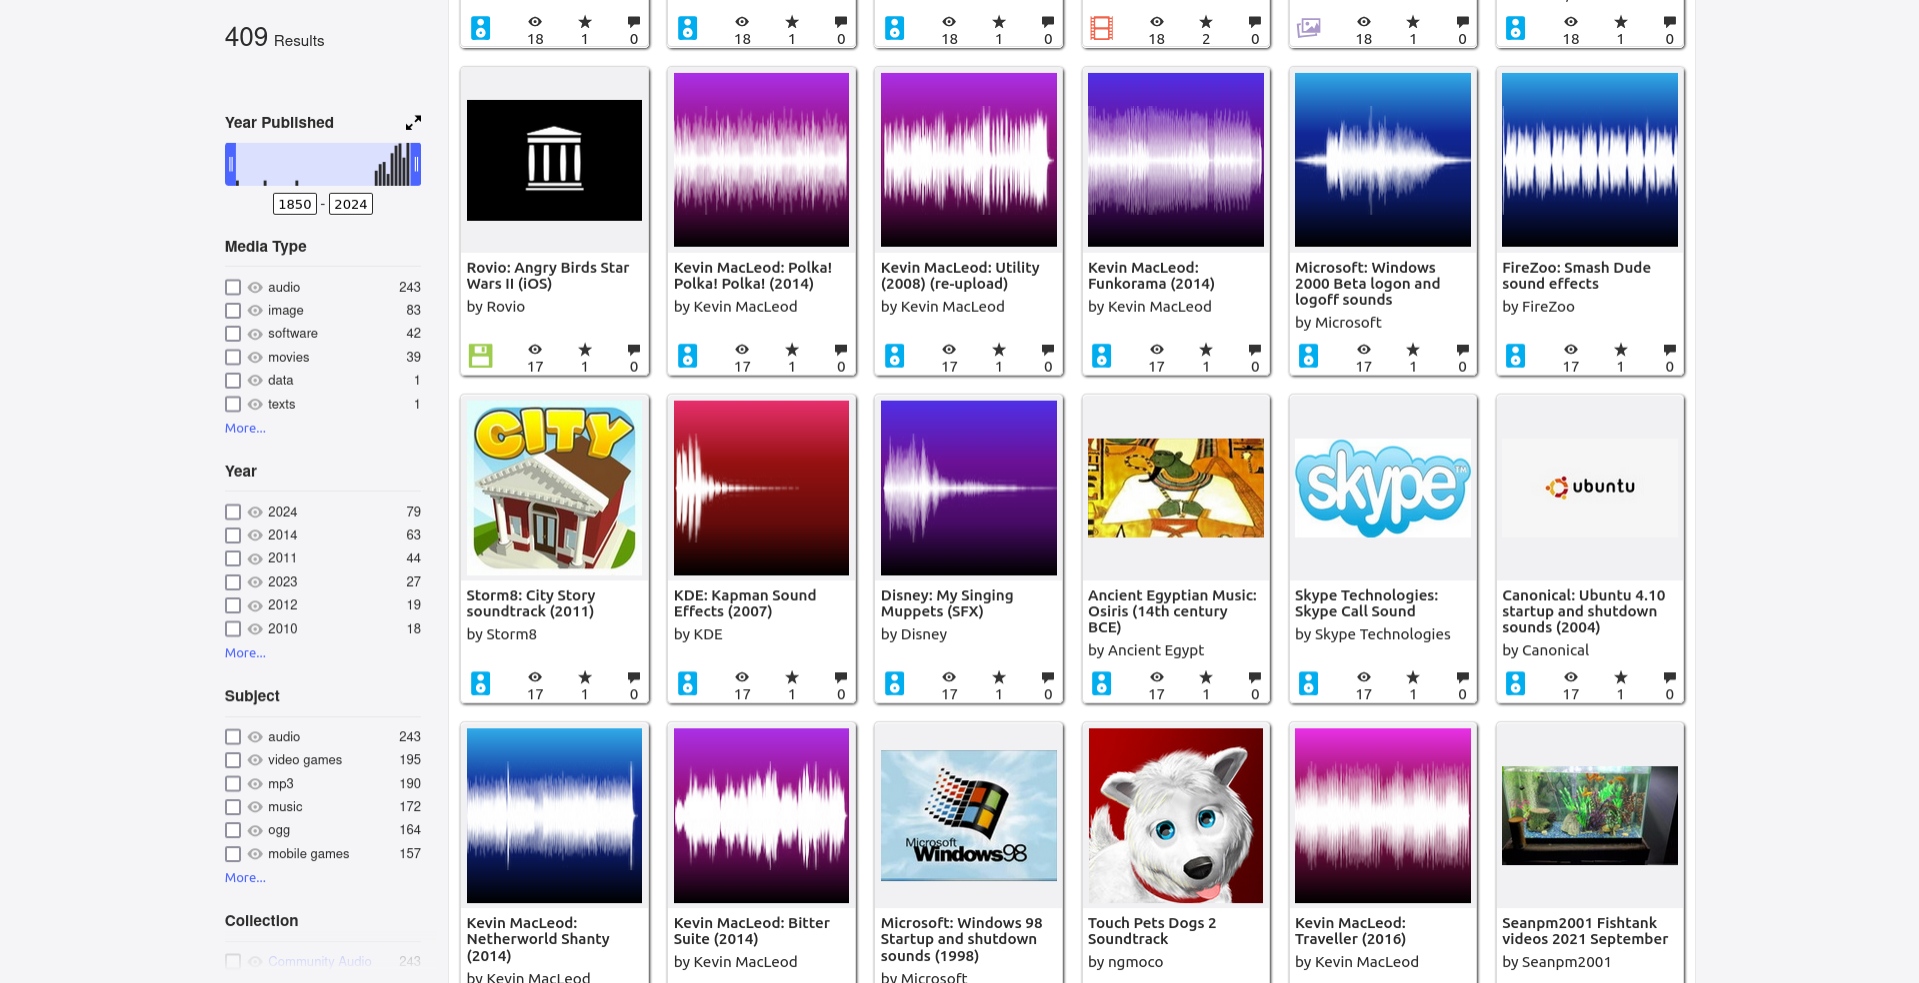 409 Results
Year Published
1850 - 2024
Media Type
audio 243
image 83
software 42
movies 39
data 1
texts 1
More...
Year
2024 79
2014 63
2011 44
2023 27
2012 19
2010 18
More...
Subject
audio 243
video games 195
mp3 190
music 172
ogg 164
mobile games 157
More...
Collection
Community Audio 243
18 1 0
18 1 0
18 1 0
18 2 0
18 1 0
18 1 0
Rovio: Angry Birds Star
Wars II (iOS)
by Rovio
17 1 0
Kevin MacLeod: Polka!
Polka! Polka! (2014)
by Kevin MacLeod
17 1 0
Kevin MacLeod: Utility
(2008) (re-upload)
by Kevin MacLeod
17 1 0
Kevin MacLeod:
Funkorama (2014)
by Kevin MacLeod
17 1 0
Microsoft: Windows
2000 Beta logon and
logoff sounds
by Microsoft
17 1 0
FireZoo: Smash Dude
sound effects
by FireZoo
17 1 0
CITY
Storm8: City Story
soundtrack (2011)
by Storm8
17 1 0
KDE: Kapman Sound
Effects (2007)
by KDE
17 1 0
Disney: My Singing
Muppets (SFX)
by Disney
17 1 0
Ancient Egyptian Music:
Osiris (14th century
BCE)
by Ancient Egypt
17 1 0
skype TM
Skype Technologies:
Skype Call Sound
by Skype Technologies
17 1 0
ubuntu
Canonical: Ubuntu 4.10
startup and shutdown
sounds (2004)
by Canonical
17 1 0
Kevin MacLeod:
Netherworld Shanty
(2014)
by Kevin MacLeod
Kevin MacLeod: Bitter
Suite (2014)
by Kevin MacLeod
Microsoft
Windows98
Microsoft: Windows 98
Startup and shutdown
sounds (1998)
by Microsoft
Touch Pets Dogs 2
Soundtrack
by ngmoco
Kevin MacLeod:
Traveller (2016)
by Kevin MacLeod
Seanpm2001 Fishtank
videos 2021 September
by Seanpm2001